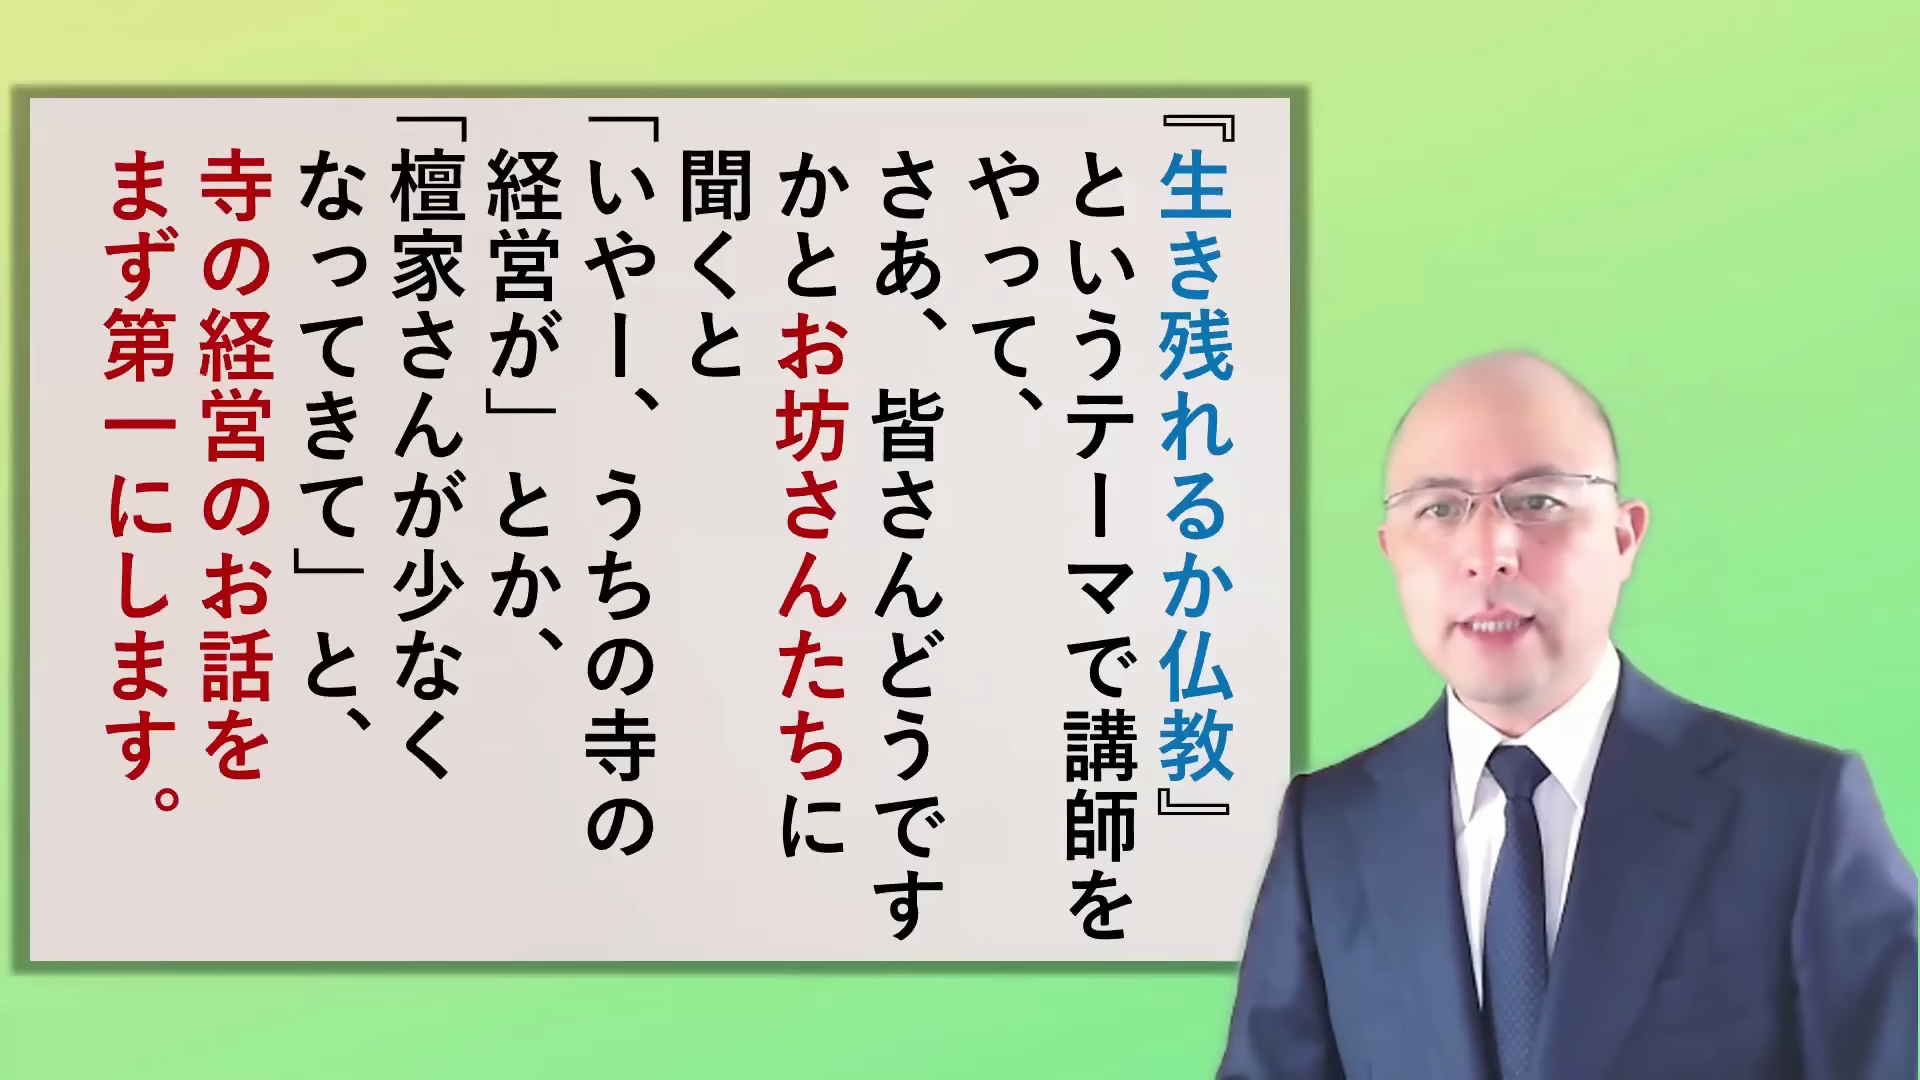 『生き残れるか仏教』
というテーマで講師を
やって、
さあ、皆さんどうです
かとお坊さんたちに
聞くと
「いやー、うちの寺の
経営が」とか、
「檀家さんが少なく
なってきて」と、
寺の経営のお話を
まず第一にします。